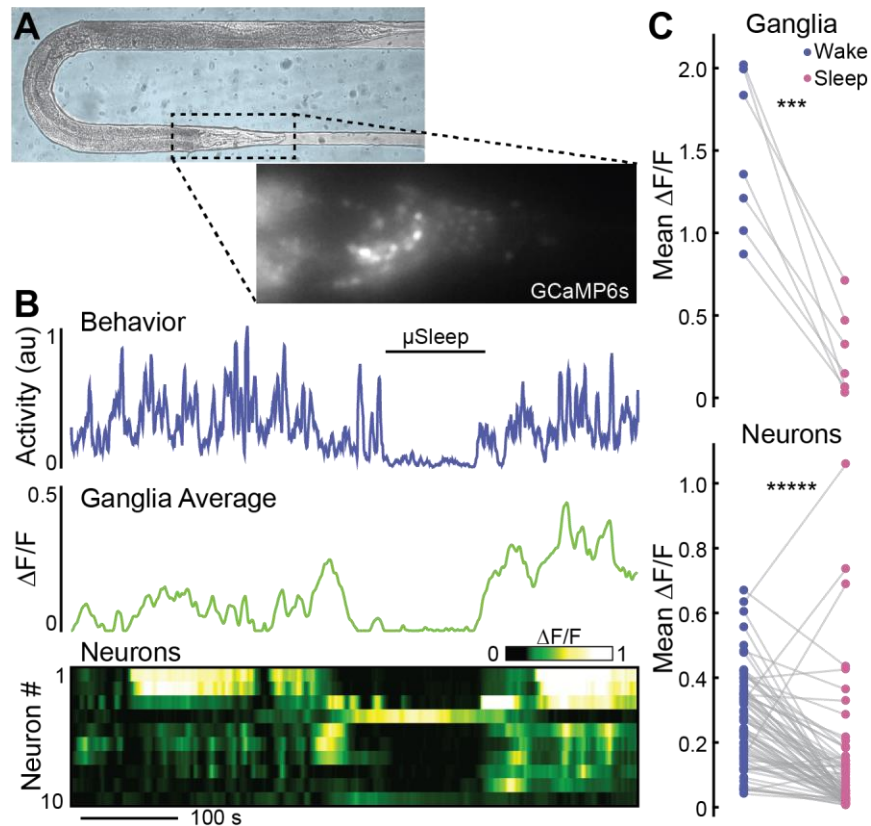 A
GCaMP6s
B
Behavior
µSleep
Activity (au)
1
0
Ganglia Average
ΔF/F
0.5
0
Neurons
ΔF/F
0 1
Neuron #
1
10
100 s
C
Ganglia
Wake
Sleep
***
Mean ΔF/F
2.0
1.5
1.0
0.5
0
Neurons
*****
Mean ΔF/F
1.0
0.8
0.6
0.4
0.2
0